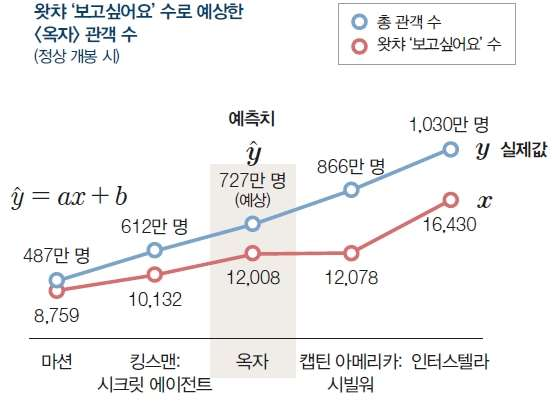 왓챠 ‘보고싶어요’ 수로 예상한
〈옥자〉 관객 수
(정상 개봉 시)
총 관객 수
왓챠 ‘보고싶어요’ 수
예측치
ŷ
ŷ = ax + b
487만 명
612만 명
727만 명
(예상)
866만 명
1,030만 명
y 실제값
x
8,759
10,132
12,008
12,078
16,430
마션
킹스맨:
시크릿 에이전트
옥자
캡틴 아메리카:
시빌워
인터스텔라